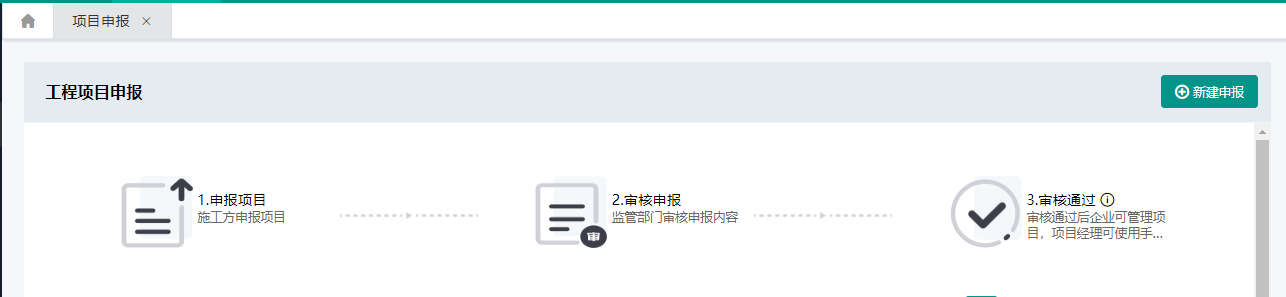 项目申报
工程项目申报
新建申报
1.申报项目
施工方申报项目
2.审核申报
监管部门审核申报内容
审
3.审核通过
审核通过后企业可管理项
目，项目经理可使用手...